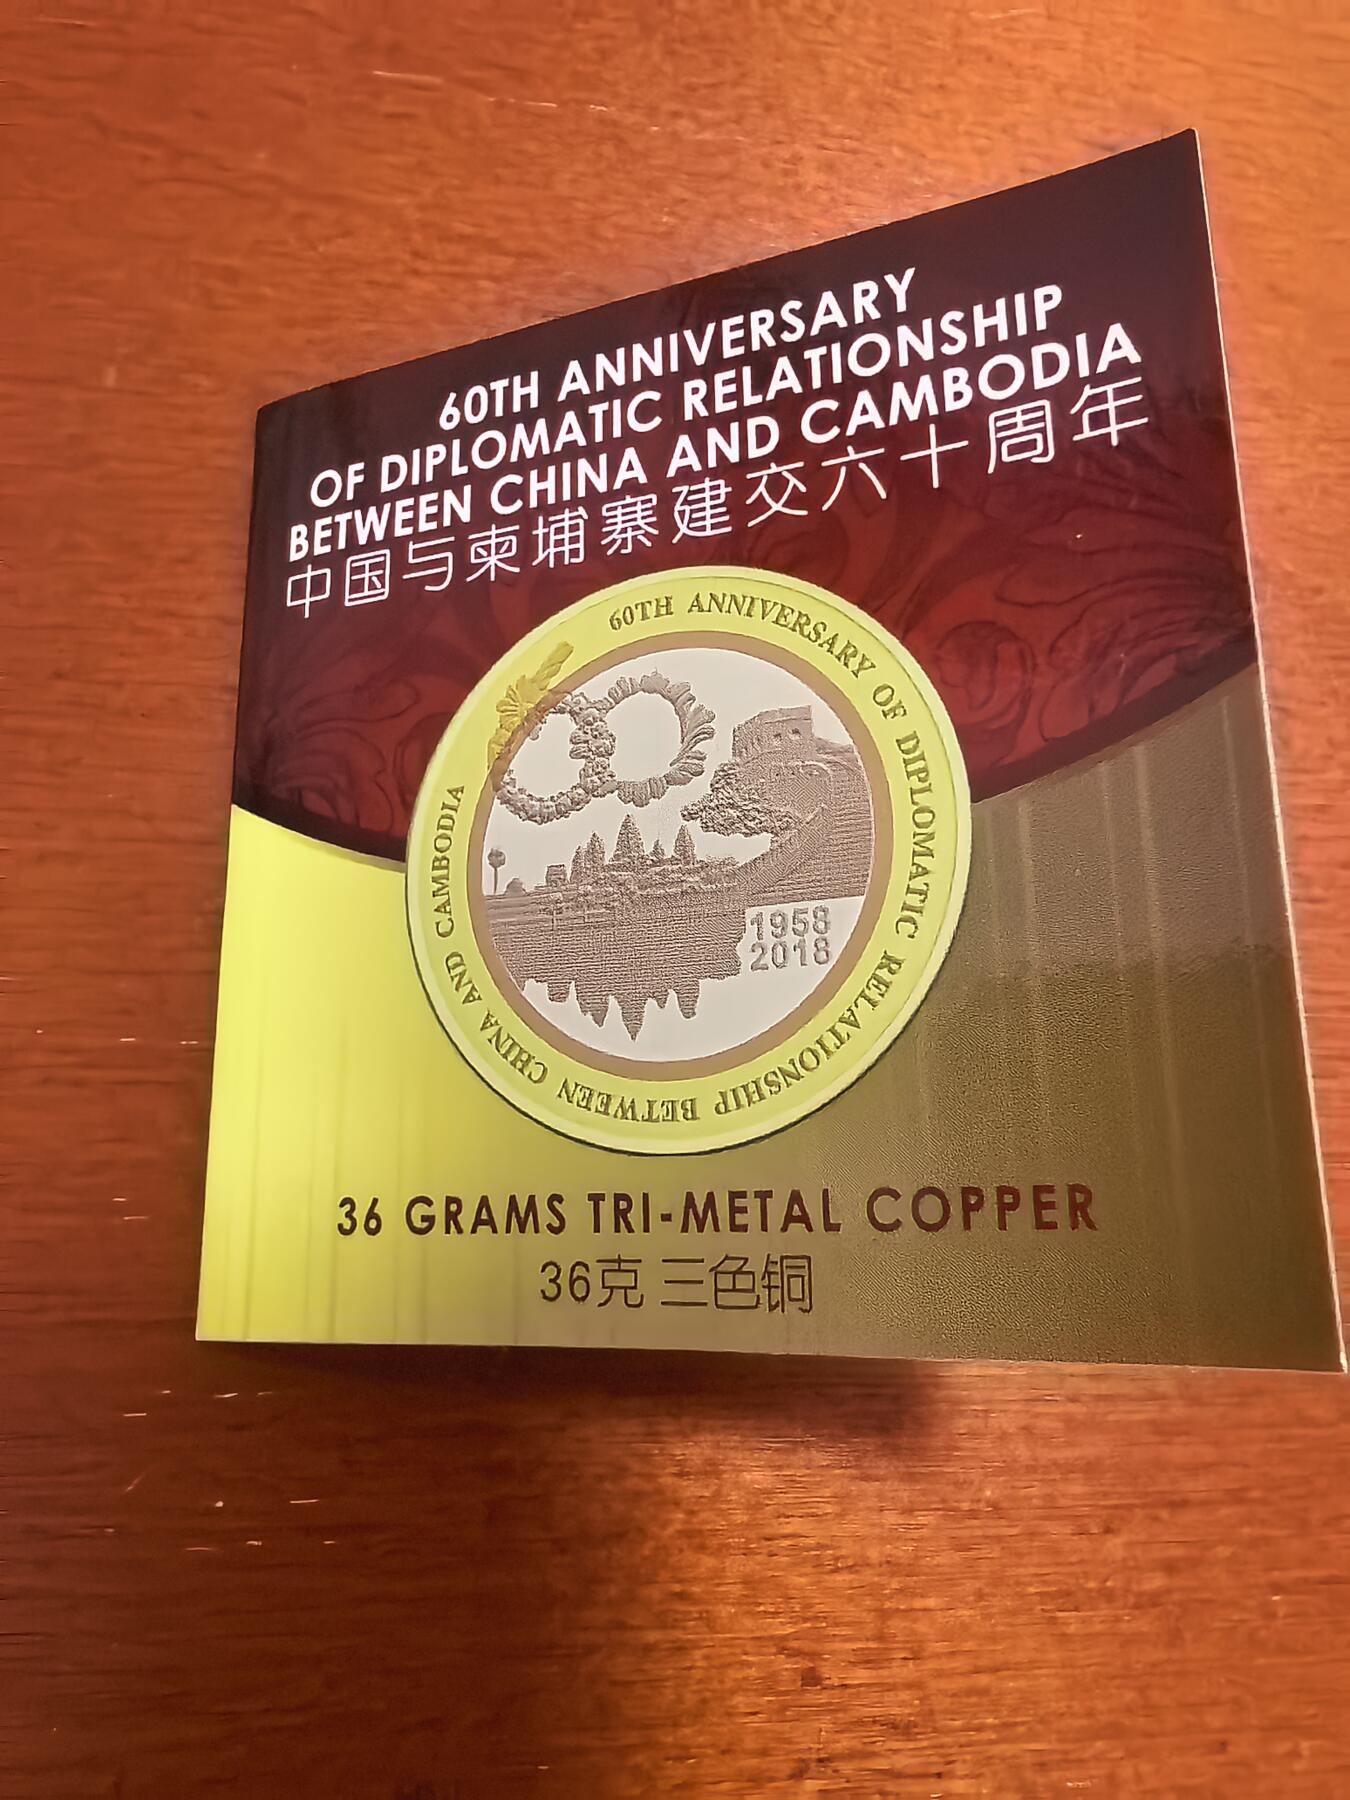 60TH ANNIVERSARY
OF DIPLOMATIC RELATIONSHIP
BETWEEN CHINA AND CAMBODIA
中国与柬埔寨建交六十周年
60TH ANNIVERSARY OF DIPLOMATIC RELATIONSHIP BETWEEN CHINA AND CAMBODIA
1958
2018
36 GRAMS TRI-METAL COPPER
36克 三色铜